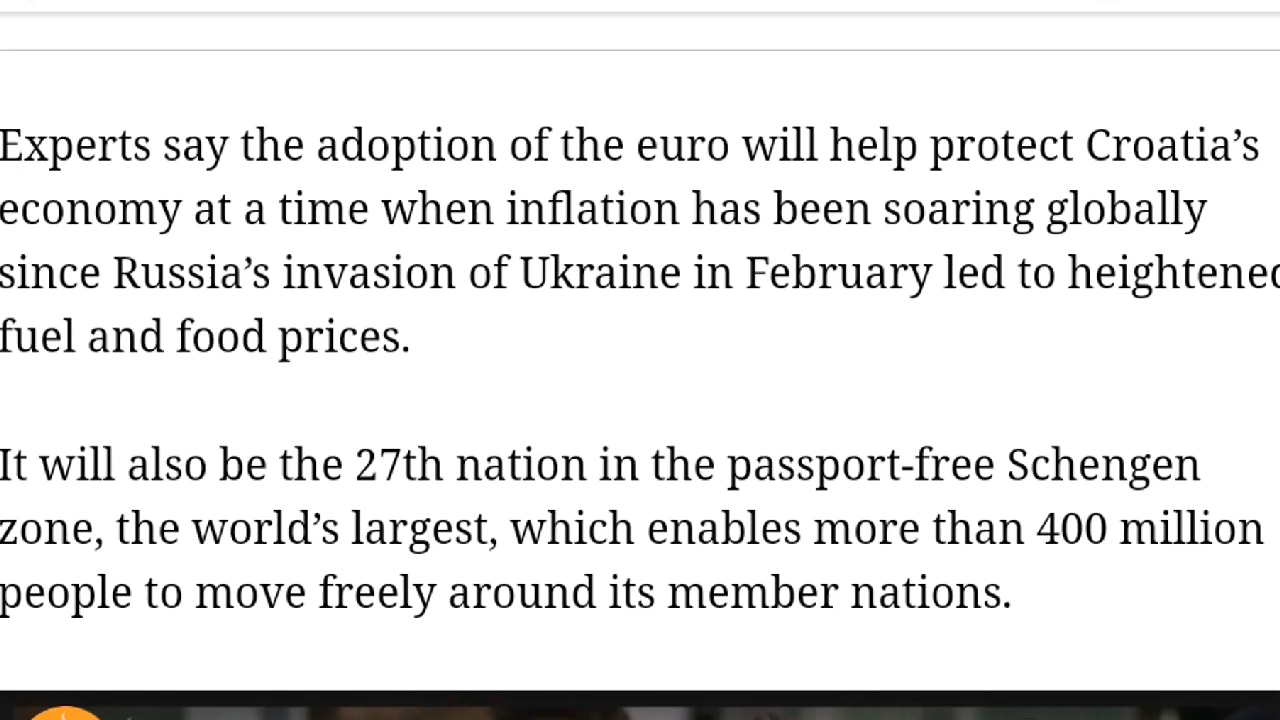 Experts say the adoption of the euro will help protect Croatia’s
economy at a time when inflation has been soaring globally
since Russia’s invasion of Ukraine in February led to heightened
fuel and food prices.
It will also be the 27th nation in the passport-free Schengen
zone, the world’s largest, which enables more than 400 million
people to move freely around its member nations.